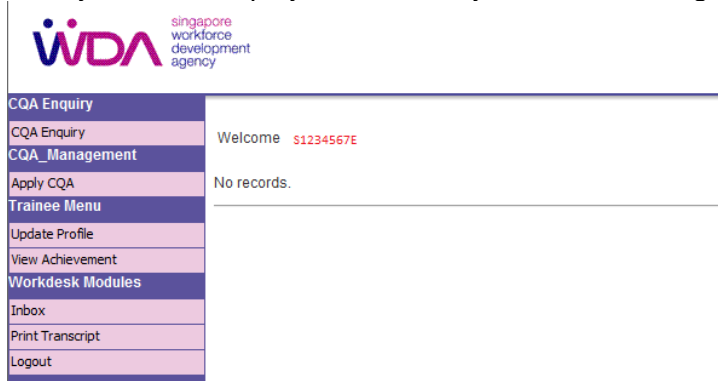 WDA
singapore
workforce
development
agency
CQA Enquiry
CQA Enquiry
CQA_Management
Apply CQA
Trainee Menu
Update Profile
View Achievement
Workdesk Modules
Inbox
Print Transcript
Logout
Welcome S1234567E
No records.